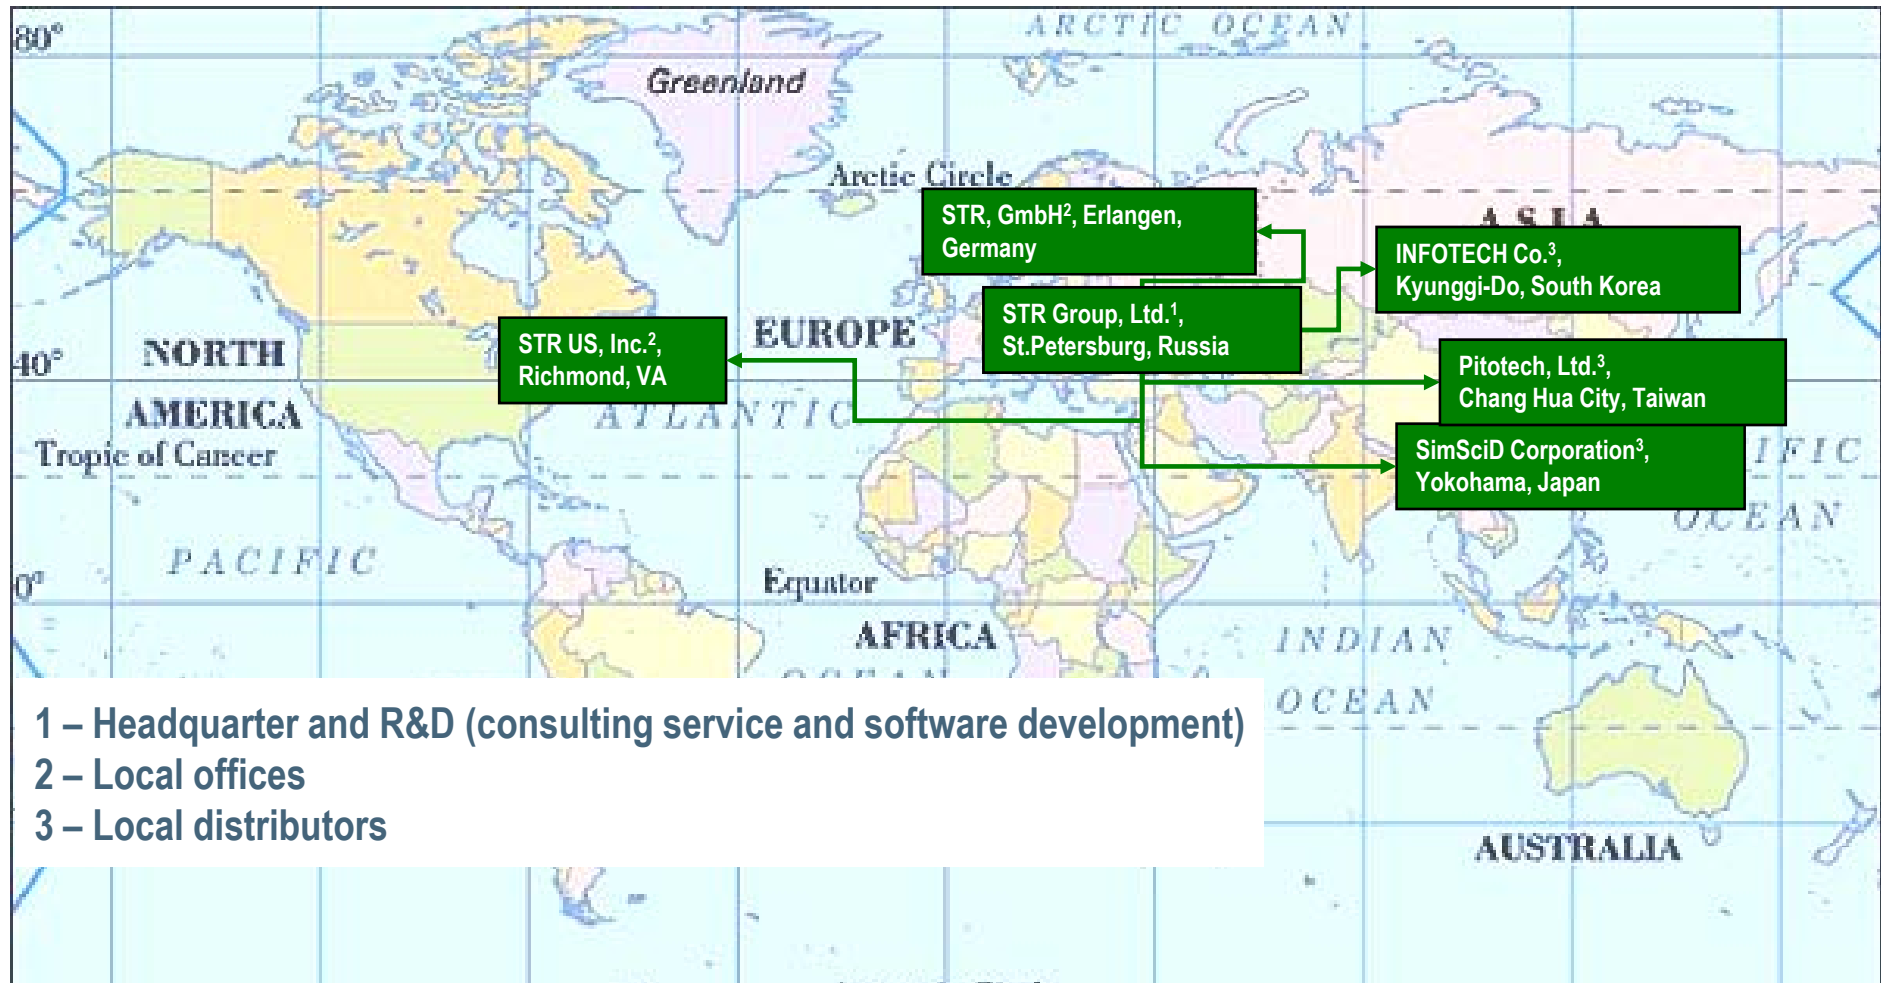 ARCTIC OCEAN
80°
Greenland
Arctic Circle
ASIA
STR, GmbH², Erlangen,
Germany
INFOTECH Co.³,
Kyunggi-Do, South Korea
STR Group, Ltd.¹,
St.Petersburg, Russia
EUROPE
STR US, Inc.²,
Richmond, VA
NORTH
AMERICA
40°
Pitotech, Ltd.³,
Chang Hua City, Taiwan
ATLANTIC
SimSciD Corporation³,
Yokohama, Japan
IFIC
OCEAN
Tropic of Cancer
PACIFIC
0°
Equator
AFRICA
INDIAN
OCEAN
OCEAN
1 – Headquarter and R&D (consulting service and software development)
2 – Local offices
3 – Local distributors
AUSTRALIA